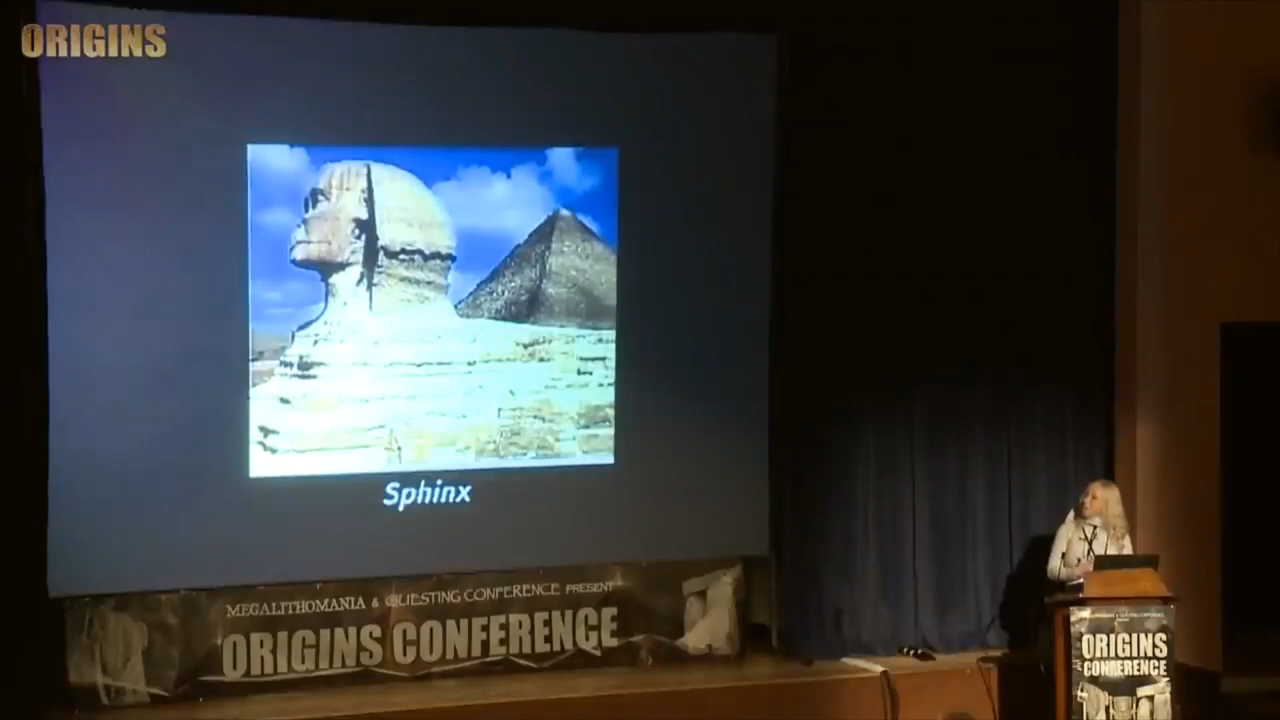 ORIGINS
Sphinx
MEGALITHOMANIA & QUESTING CONFERENCE PRESENT
ORIGINS CONFERENCE
ORIGINS
CONFERENCE